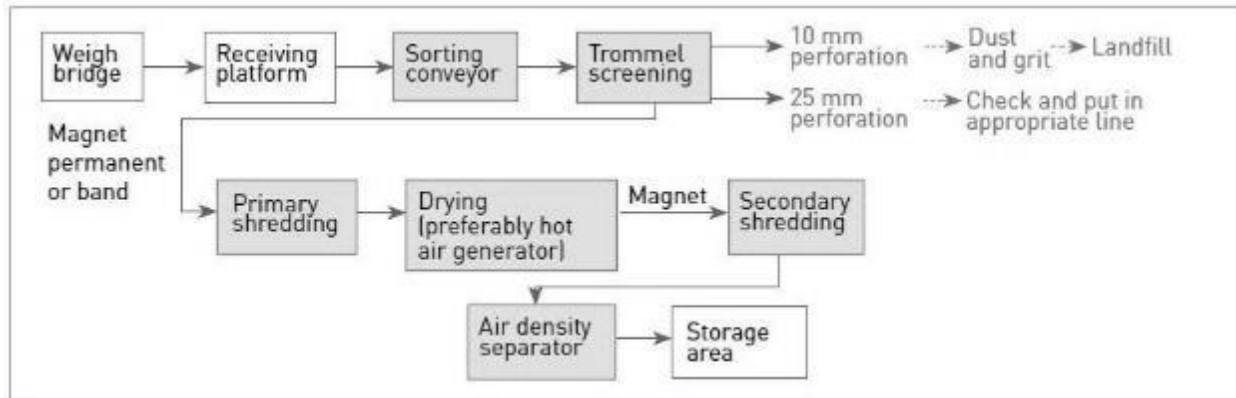 Weigh
bridge
Receiving
platform
Sorting
conveyor
Trommel
screening
10 mm
perforation
Dust
and grit
Landfill
25 mm
perforation
Check and put in
appropriate line
Magnet
permanent
or band
Primary
shredding
Drying
(preferably hot
air generator)
Magnet
Secondary
shredding
Air density
separator
Storage
area